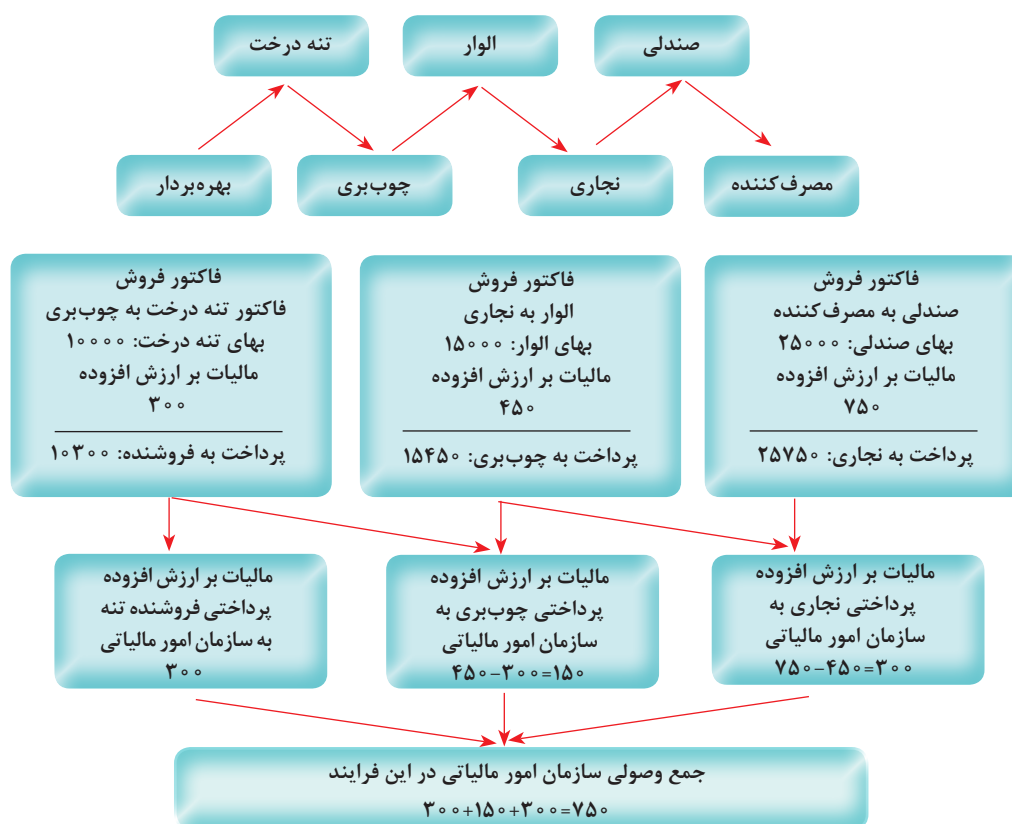 تنه درخت
الوار
صندلی
بهره‌بردار
چوب‌بری
نجاری
مصرف‌کننده
فاکتور فروش
فاکتور تنه درخت به چوب‌بری
بهای تنه درخت: ۱۰۰۰۰
مالیات بر ارزش افزوده
۳۰۰
پرداخت به فروشنده: ۱۰۳۰۰
فاکتور فروش
الوار به نجاری
بهای الوار: ۱۵۰۰۰
مالیات بر ارزش افزوده
۴۵۰
پرداخت به چوب‌بری: ۱۵۴۵۰
فاکتور فروش
صندلی به مصرف‌کننده
بهای صندلی: ۲۵۰۰۰
مالیات بر ارزش افزوده
۷۵۰
پرداخت به نجاری: ۲۵۷۵۰
مالیات بر ارزش افزوده
پرداختی فروشنده تنه
به سازمان امور مالیاتی
۳۰۰
مالیات بر ارزش افزوده
پرداختی چوب‌بری به
سازمان امور مالیاتی
۴۵۰-۳۰۰=۱۵۰
مالیات بر ارزش افزوده
پرداختی نجاری به
سازمان امور مالیاتی
۷۵۰-۴۵۰=۳۰۰
جمع وصولی سازمان امور مالیاتی در این فرایند
۳۰۰+۱۵۰+۳۰۰=۷۵۰